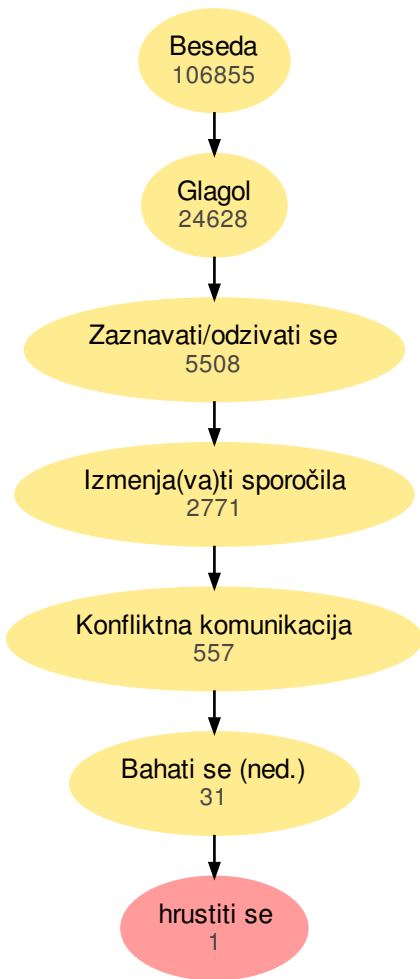 Beseda
106855
Glagol
24628
Zaznavati/odzivati se
5508
Izmenja(va)ti sporočila
2771
Konfliktna komunikacija
557
Bahati se (ned.)
31
hrustiti se
1